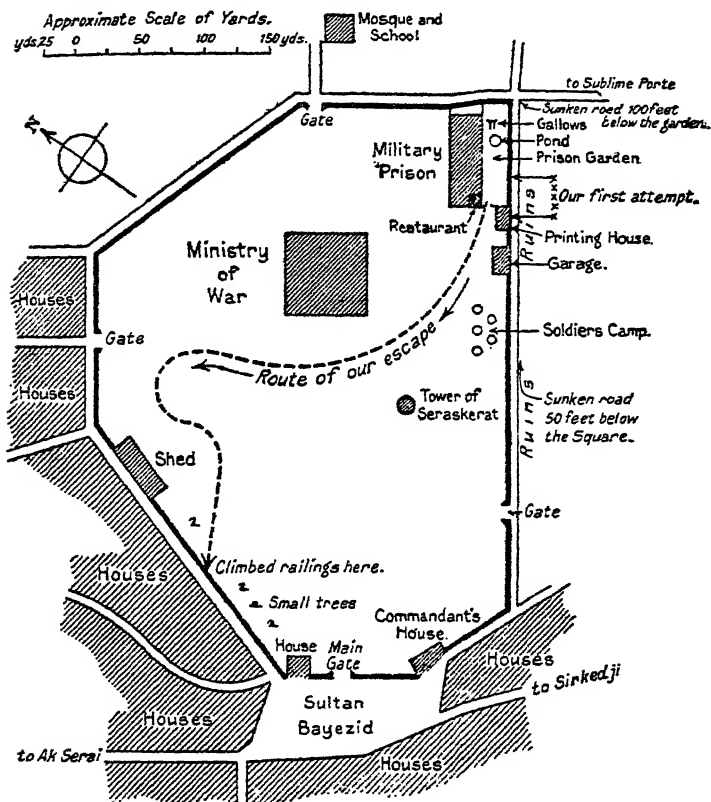 Approximate Scale of Yards.
yds. 25 0 50 100 150 yds.
Mosque and
School
to Sublime Porte
Sunken road 100 feet
below the garden.
Gate
Gallows
Pond
Prison Garden
Military
Prison
Our first attempt.
Restaurant
Ruins
Printing House.
Garage.
N
Ministry
of
War
Houses
Gate
Houses
Soldiers Camp.
Route of our escape
Tower of
Seraskerat
Ruins
Sunken road
50 feet below
the Square.
Shed
Gate
Climbed railings here.
Houses
Small trees
Commandant's
House.
House
Main
Gate
Houses
to Sirkedji
Sultan
Bayezid
Houses
to Ak Serai
Houses